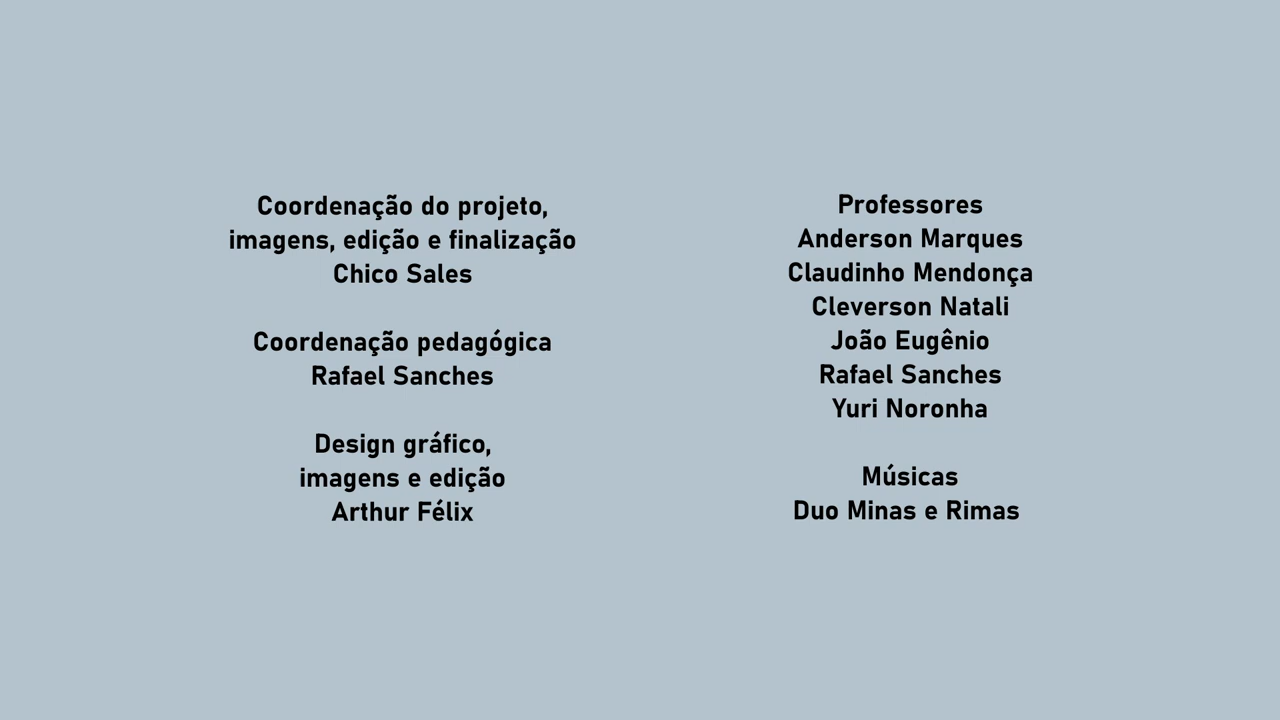 Coordenação do projeto,
imagens, edição e finalização
Chico Sales
Coordenação pedagógica
Rafael Sanches
Design gráfico,
imagens e edição
Arthur Félix
Professores
Anderson Marques
Claudinho Mendonça
Cleverson Natali
João Eugênio
Rafael Sanches
Yuri Noronha
Músicas
Duo Minas e Rimas